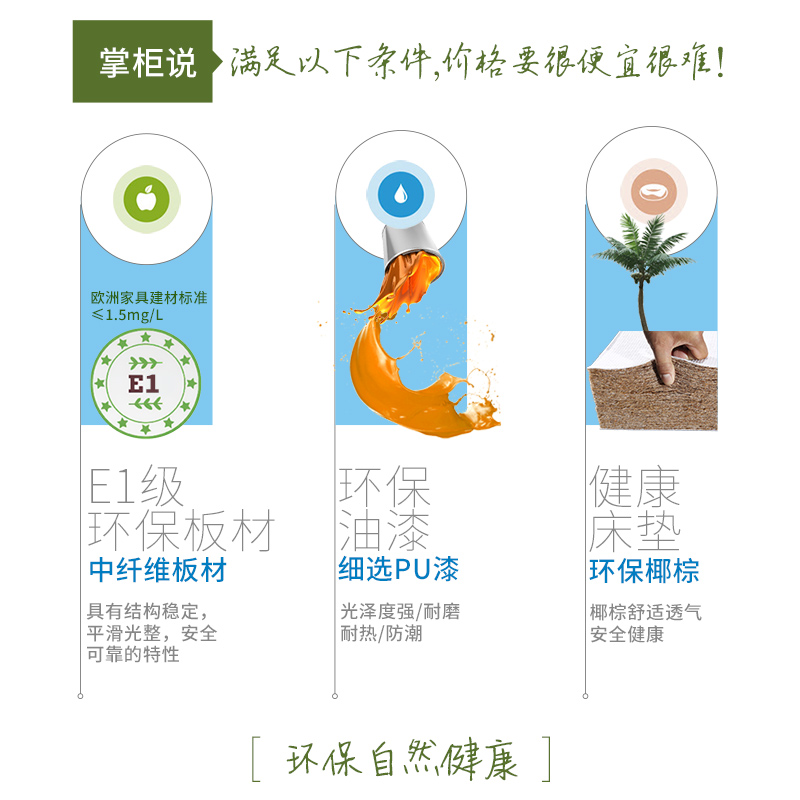 掌柜说
满足以下条件,价格要很便宜很难!
欧洲家具建材标准
≤1.5mg/L
E1
E1级
环保板材
中纤维板材
具有结构稳定，
平滑光整，安全
可靠的特性
环保
油漆
细选PU漆
光泽度强/耐磨
耐热/防潮
健康
床垫
环保椰棕
椰棕舒适透气
安全健康
[ 环保自然健康 ]